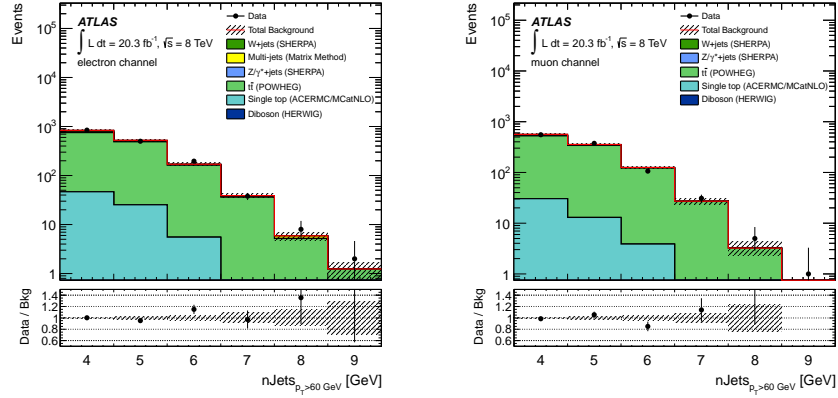 Events
10⁵
10⁴
10³
10²
10
1
ATLAS
∫ L dt = 20.3 fb⁻¹, √s = 8 TeV
electron channel
Data
Total Background
W+jets (SHERPA)
Multi-jets (Matrix Method)
Z/γ*+jets (SHERPA)
tt̄ (POWHEG)
Single top (ACERMC/MCatNLO)
Diboson (HERWIG)
Data / Bkg
1.4
1.2
1.0
0.8
0.6
4 5 6 7 8 9
nJets p_T>60 GeV [GeV]
Events
10⁵
10⁴
10³
10²
10
1
ATLAS
∫ L dt = 20.3 fb⁻¹, √s = 8 TeV
muon channel
Data
Total Background
W+jets (SHERPA)
Z/γ*+jets (SHERPA)
tt̄ (POWHEG)
Single top (ACERMC/MCatNLO)
Diboson (HERWIG)
Data / Bkg
1.4
1.2
1.0
0.8
0.6
4 5 6 7 8 9
nJets p_T>60 GeV [GeV]